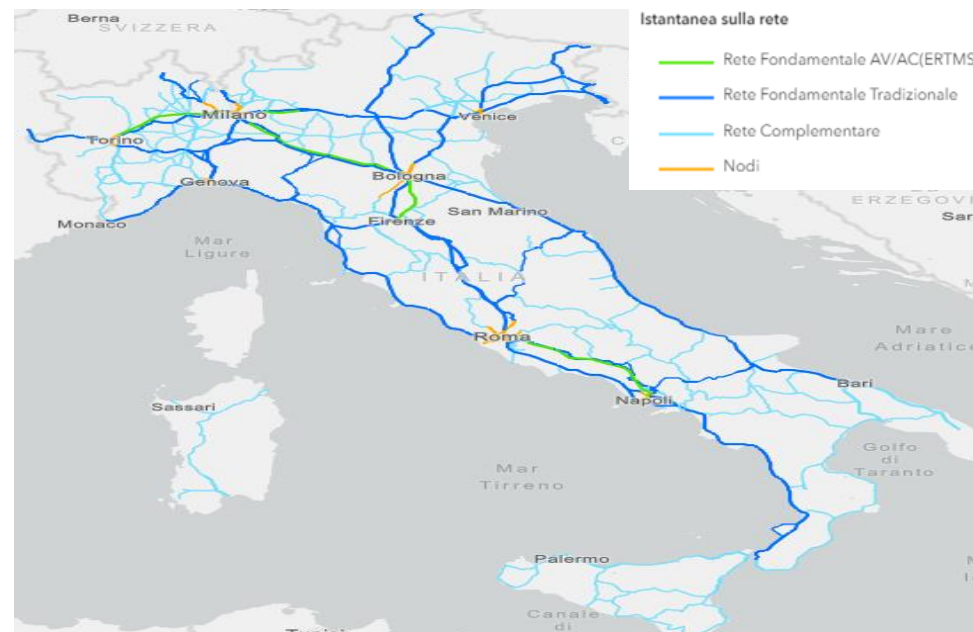 Berna
SVIZZERA
Istantanea sulla rete
Rete Fondamentale AV/AC(ERTMS
Rete Fondamentale Tradizionale
Rete Complementare
Nodi
Milano
Venice
Torino
Bologna
Genova
San Marino
Firenze
Monaco
Mar
Ligure
ERZEGOVI
Sar
ITALIA
Roma
Mare
Adriatico
Bari
Napoli
Sassari
Golfo
di
Taranto
Mar
Tirreno
Palermo
Canale
di